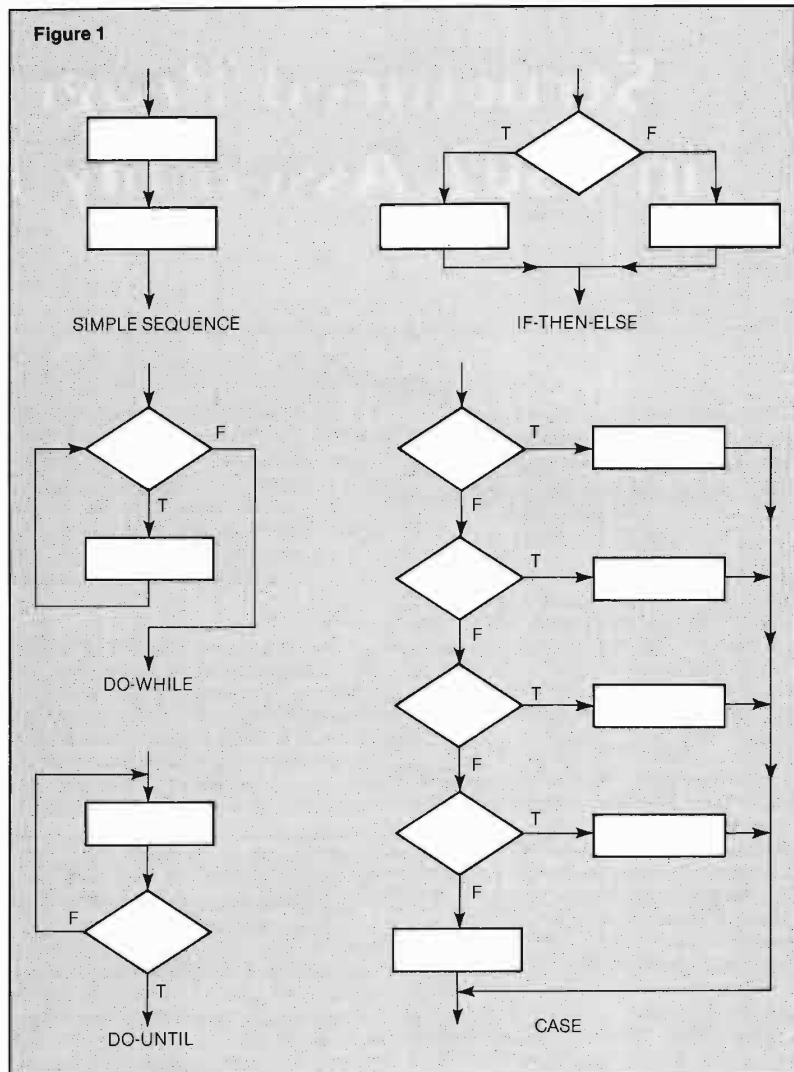 Figure 1
T F
SIMPLE SEQUENCE
IF-THEN-ELSE
F
T
DO-WHILE
F
T
DO-UNTIL
T
F
T
F
T
F
T
F
CASE